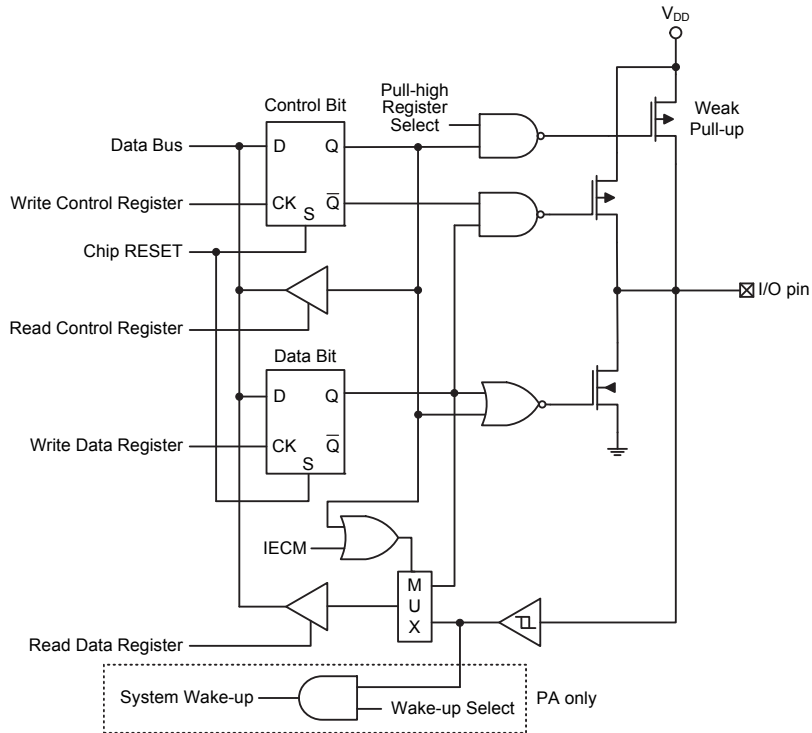 V_DD
Pull-high
Register
Select
Control Bit
Weak
Pull-up
Data Bus
D
Q
Write Control Register
CK
Q̅
S
Chip RESET
I/O pin
Read Control Register
Data Bit
D
Q
Write Data Register
CK
Q̅
S
IECM
M
U
X
Read Data Register
System Wake-up
Wake-up Select
PA only